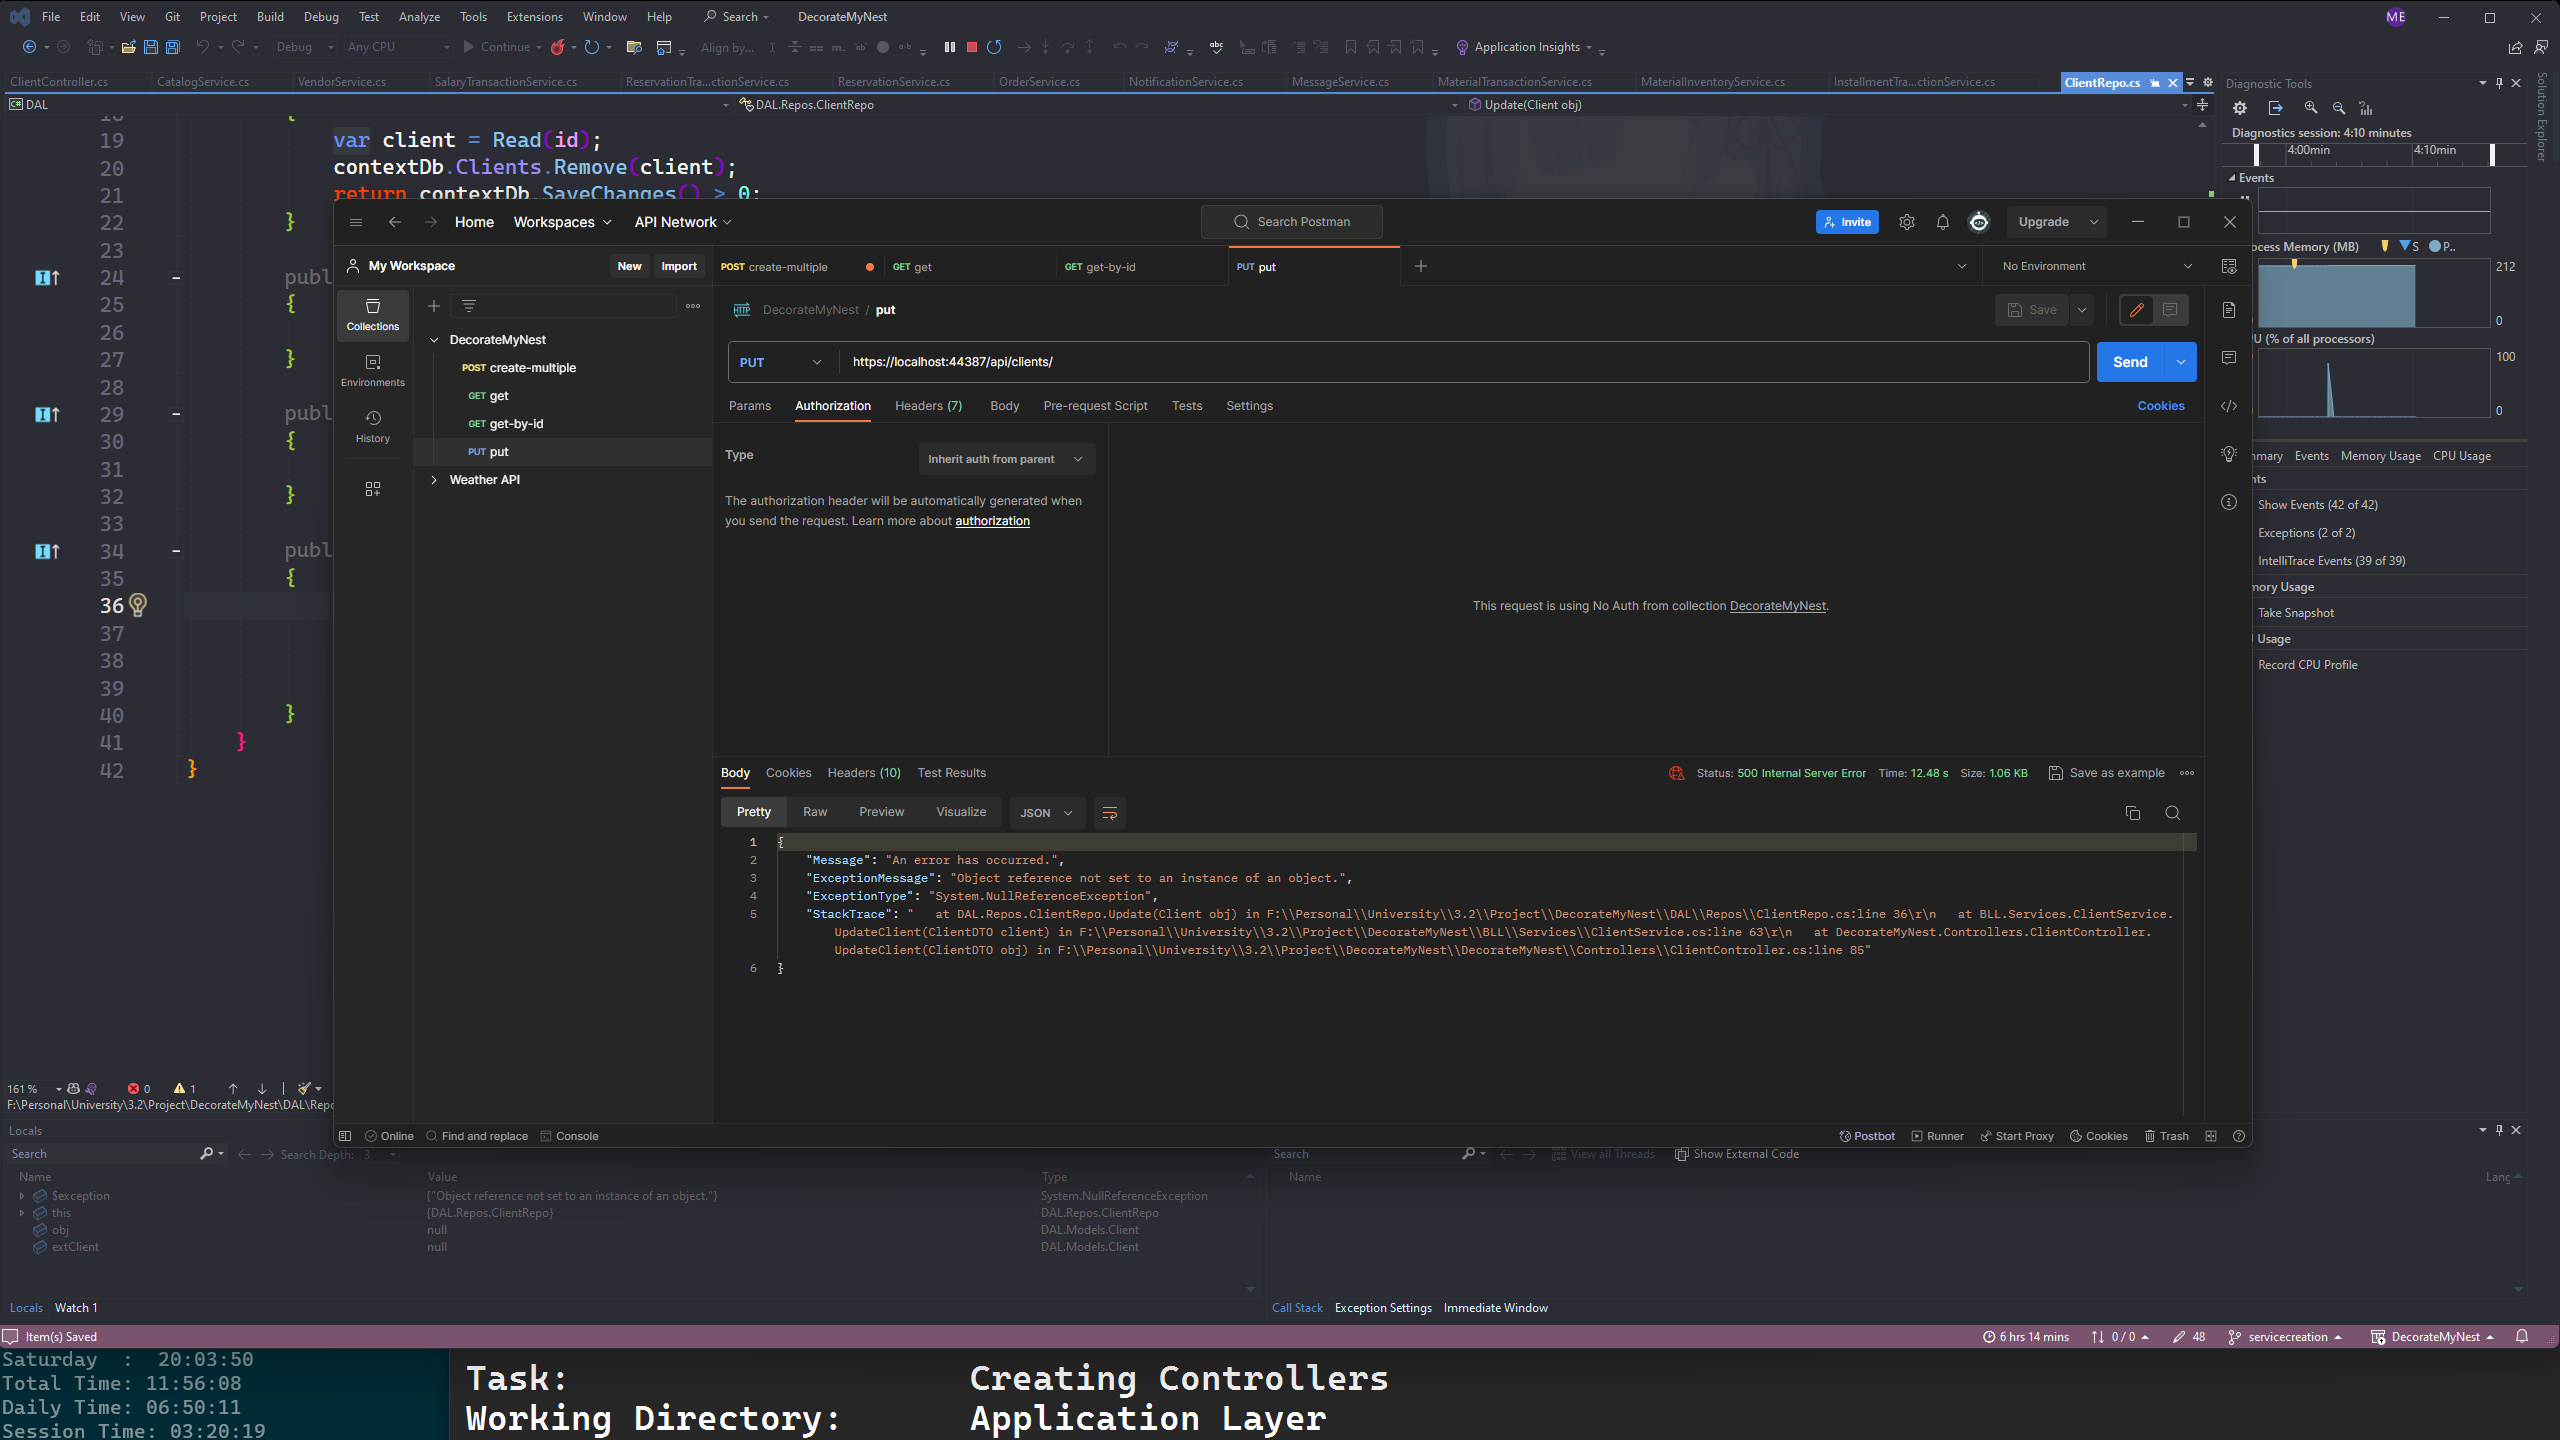 File Edit View Git Project Build Debug Test Analyze Tools Extensions Window Help Search DecorateMyNest ME
Debug Any CPU Continue Align by... Application Insights
ClientController.cs CatalogService.cs VendorService.cs SalaryTransactionService.cs ReservationTra...ctionService.cs ReservationService.cs OrderService.cs NotificationService.cs MessageService.cs MaterialTransactionService.cs MaterialInventoryService.cs InstallmentTra...ctionService.cs ClientRepo.cs
DAL DAL.Repos.ClientRepo Update(Client obj)
18 {
19 var client = Read(id);
20 contextDb.Clients.Remove(client);
21 return contextDb.SaveChanges() > 0;
22 }
23
24 publ
25 {
26
27 }
28
29 publ
30 {
31
32 }
33
34 publ
35 {
36
37
38
39
40 }
41 }
42 }
Diagnostic Tools
Solution Explorer
Diagnostics session: 4:10 minutes
4:00min 4:10min
Events
ocess Memory (MB) S P..
212
0
U (% of all processors)
100
0
mary Events Memory Usage CPU Usage
nts
Show Events (42 of 42)
Exceptions (2 of 2)
IntelliTrace Events (39 of 39)
mory Usage
Take Snapshot
Usage
Record CPU Profile
Home Workspaces API Network Search Postman Invite Upgrade
My Workspace New Import POST create-multiple GET get GET get-by-id PUT put No Environment
Collections
Environments
History
DecorateMyNest
POST create-multiple
GET get
GET get-by-id
PUT put
Weather API
HTTP DecorateMyNest / put Save
PUT https://localhost:44387/api/clients/ Send
Params Authorization Headers (7) Body Pre-request Script Tests Settings Cookies
Type Inherit auth from parent
The authorization header will be automatically generated when
you send the request. Learn more about authorization
This request is using No Auth from collection DecorateMyNest.
Body Cookies Headers (10) Test Results Status: 500 Internal Server Error Time: 12.48 s Size: 1.06 KB Save as example
Pretty Raw Preview Visualize JSON
1 {
2 "Message": "An error has occurred.",
3 "ExceptionMessage": "Object reference not set to an instance of an object.",
4 "ExceptionType": "System.NullReferenceException",
5 "StackTrace": "   at DAL.Repos.ClientRepo.Update(Client obj) in F:\\Personal\\University\\3.2\\Project\\DecorateMyNest\\DAL\\Repos\\ClientRepo.cs:line 36\r\n   at BLL.Services.ClientService.
UpdateClient(ClientDTO client) in F:\\Personal\\University\\3.2\\Project\\DecorateMyNest\\BLL\\Services\\ClientService.cs:line 63\r\n   at DecorateMyNest.Controllers.ClientController.
UpdateClient(ClientDTO obj) in F:\\Personal\\University\\3.2\\Project\\DecorateMyNest\\DecorateMyNest\\Controllers\\ClientController.cs:line 85"
6 }
Online Find and replace Console Postbot Runner Start Proxy Cookies Trash
161 % 0 1
F:\Personal\University\3.2\Project\DecorateMyNest\DAL\Repo
Locals
Search Search Depth: 3
Name Value Type
$exception {"Object reference not set to an instance of an object."} System.NullReferenceException
this {DAL.Repos.ClientRepo} DAL.Repos.ClientRepo
obj null DAL.Models.Client
extClient null DAL.Models.Client
Locals Watch 1
Search View all Threads Show External Code
Name Lang
Call Stack Exception Settings Immediate Window
Item(s) Saved 6 hrs 14 mins 0 / 0 48 servicecreation DecorateMyNest
Saturday  :  20:03:50
Total Time: 11:56:08
Daily Time: 06:50:11
Session Time: 03:20:19
Task: Creating Controllers
Working Directory: Application Layer